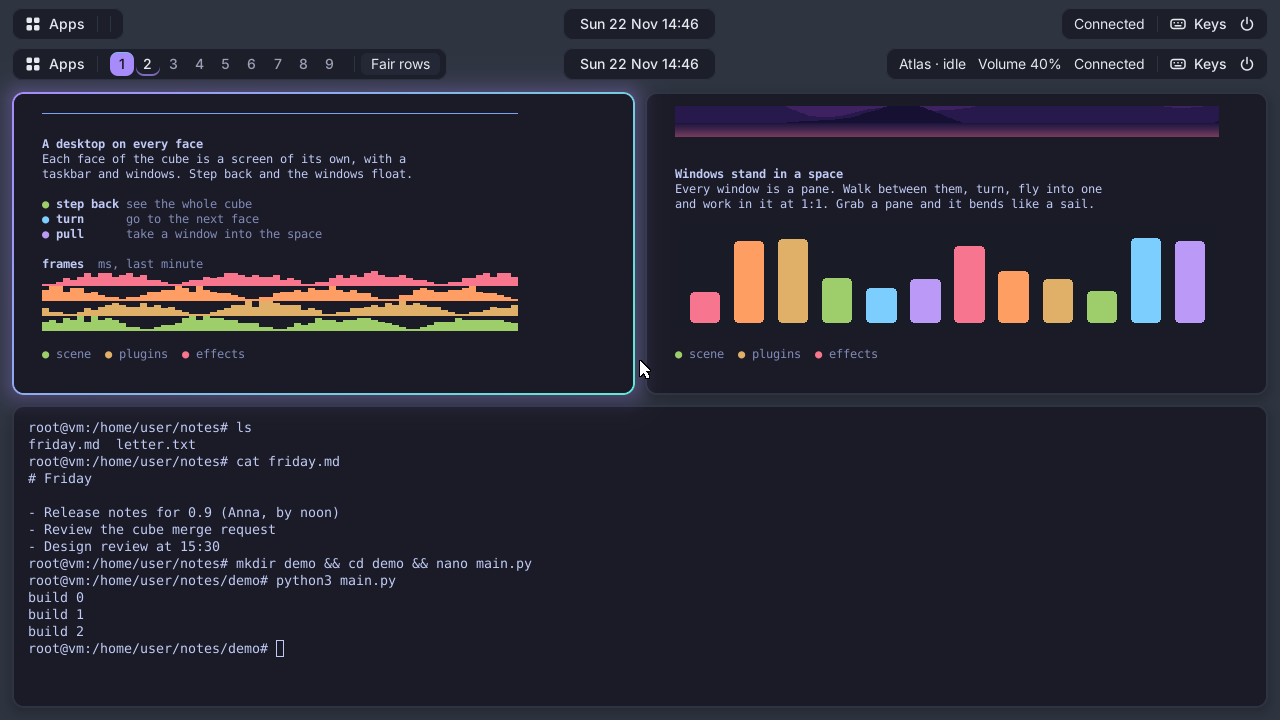 Apps
Sun 22 Nov 14:46
Connected
Keys
Apps
1 2 3 4 5 6 7 8 9
Fair rows
Sun 22 Nov 14:46
Atlas · idle Volume 40% Connected
Keys
A desktop on every face
Each face of the cube is a screen of its own, with a
taskbar and windows. Step back and the windows float.
step back see the whole cube
turn go to the next face
pull take a window into the space
frames ms, last minute
scene plugins effects
Windows stand in a space
Every window is a pane. Walk between them, turn, fly into one
and work in it at 1:1. Grab a pane and it bends like a sail.
scene plugins effects
root@vm:/home/user/notes# ls
friday.md letter.txt
root@vm:/home/user/notes# cat friday.md
# Friday
- Release notes for 0.9 (Anna, by noon)
- Review the cube merge request
- Design review at 15:30
root@vm:/home/user/notes# mkdir demo && cd demo && nano main.py
root@vm:/home/user/notes/demo# python3 main.py
build 0
build 1
build 2
root@vm:/home/user/notes/demo#